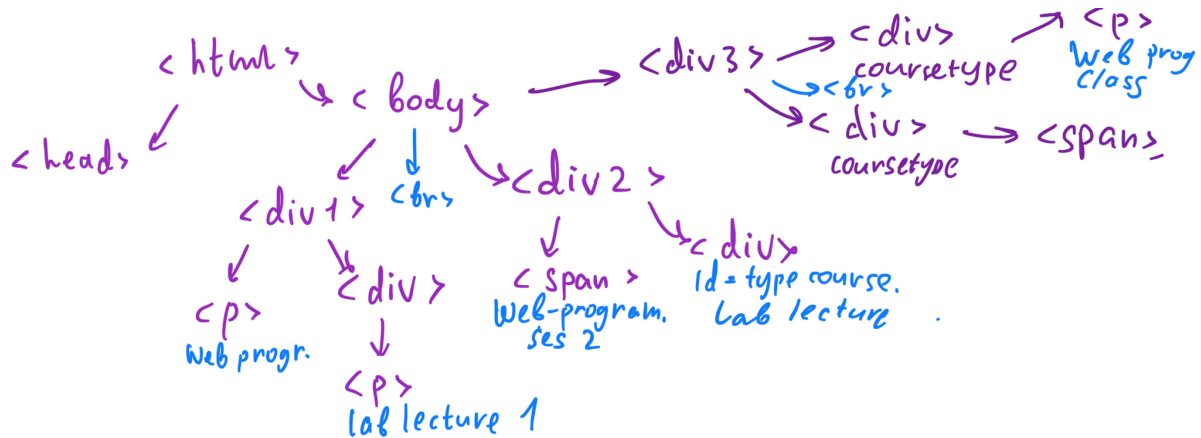 <html>
<head>
<body>
<div1>
<p>
Web progr.
<div>
<p>
lab lecture 1
<br>
<div2>
<span>
Web-program.
ses 2
<div>
Id = type course.
Lab lecture .
<div3>
<div>
coursetype
<p>
Web prog
Class
<br>
<div>
coursetype
<span>